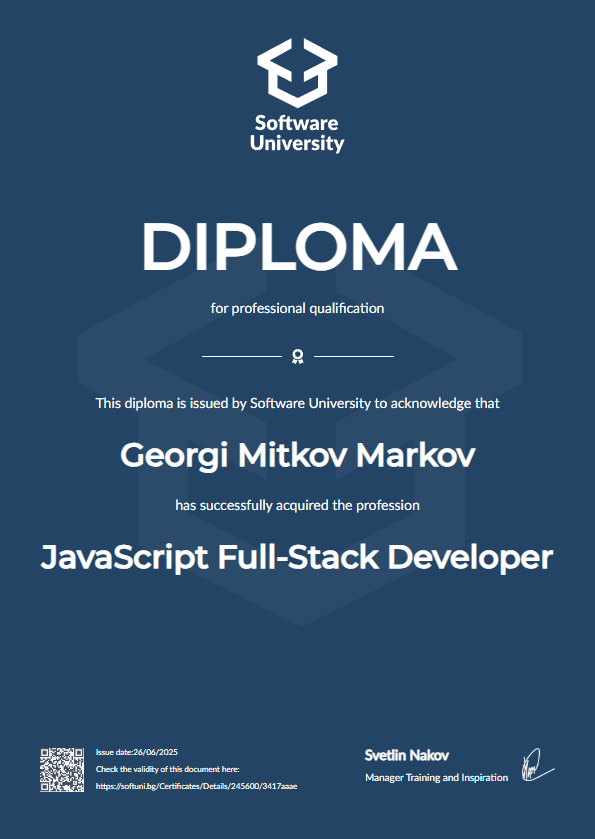 Software
University
DIPLOMA
for professional qualification
This diploma is issued by Software University to acknowledge that
Georgi Mitkov Markov
has successfully acquired the profession
JavaScript Full-Stack Developer
Issue date:26/06/2025
Check the validity of this document here:
https://softuni.bg/Certificates/Details/245600/3417aaae
Svetlin Nakov
Manager Training and Inspiration